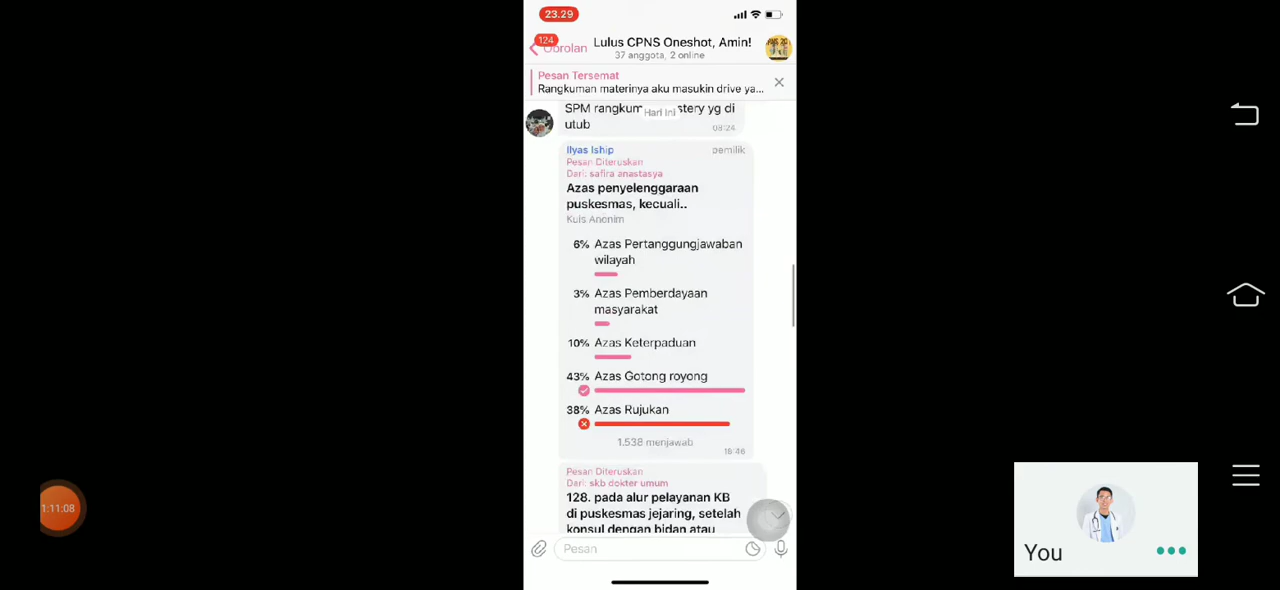 23.29
124
Obrolan
Lulus CPNS Oneshot, Amin!
37 anggota, 2 online
Pesan Tersemat
Rangkuman materinya aku masukin drive ya...
SPM rangkum stery yg di
Hari Ini
utub
08:24
Ilyas Iship
pemilik
Pesan Diteruskan
Dari: safira anastasya
Azas penyelenggaraan
puskesmas, kecuali..
Kuis Anonim
6% Azas Pertanggungjawaban
wilayah
3% Azas Pemberdayaan
masyarakat
10% Azas Keterpaduan
43% Azas Gotong royong
38% Azas Rujukan
1.538 menjawab
18:46
Pesan Diteruskan
Dari: skb dokter umum
128. pada alur pelayanan KB
di puskesmas jejaring, setelah
konsul dengan bidan atau
Pesan
1:11:08
You